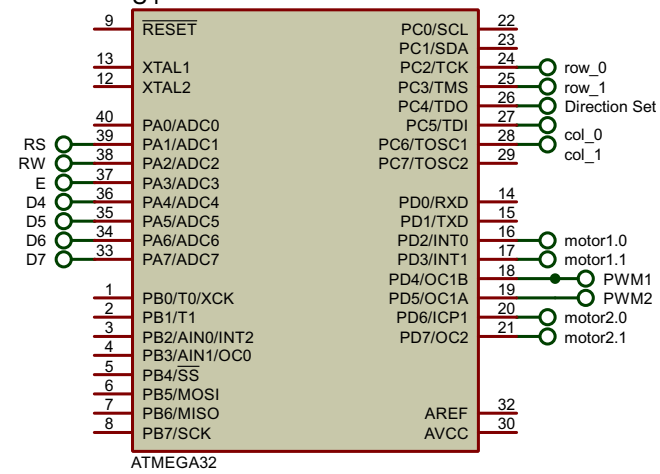 9 RESET PC0/SCL 22
PC1/SDA 23
13 XTAL1 PC2/TCK 24 row_0
12 XTAL2 PC3/TMS 25 row_1
PC4/TDO 26 Direction Set
40 PA0/ADC0 PC5/TDI 27
RS 39 PA1/ADC1 PC6/TOSC1 28 col_0
RW 38 PA2/ADC2 PC7/TOSC2 29 col_1
E 37 PA3/ADC3
D4 36 PA4/ADC4 PD0/RXD 14
D5 35 PA5/ADC5 PD1/TXD 15
D6 34 PA6/ADC6 PD2/INT0 16 motor1.0
D7 33 PA7/ADC7 PD3/INT1 17 motor1.1
PD4/OC1B 18 PWM1
1 PB0/T0/XCK PD5/OC1A 19 PWM2
2 PB1/T1 PD6/ICP1 20 motor2.0
3 PB2/AIN0/INT2 PD7/OC2 21 motor2.1
4 PB3/AIN1/OC0
5 PB4/SS
6 PB5/MOSI
7 PB6/MISO AREF 32
8 PB7/SCK AVCC 30
ATMEGA32